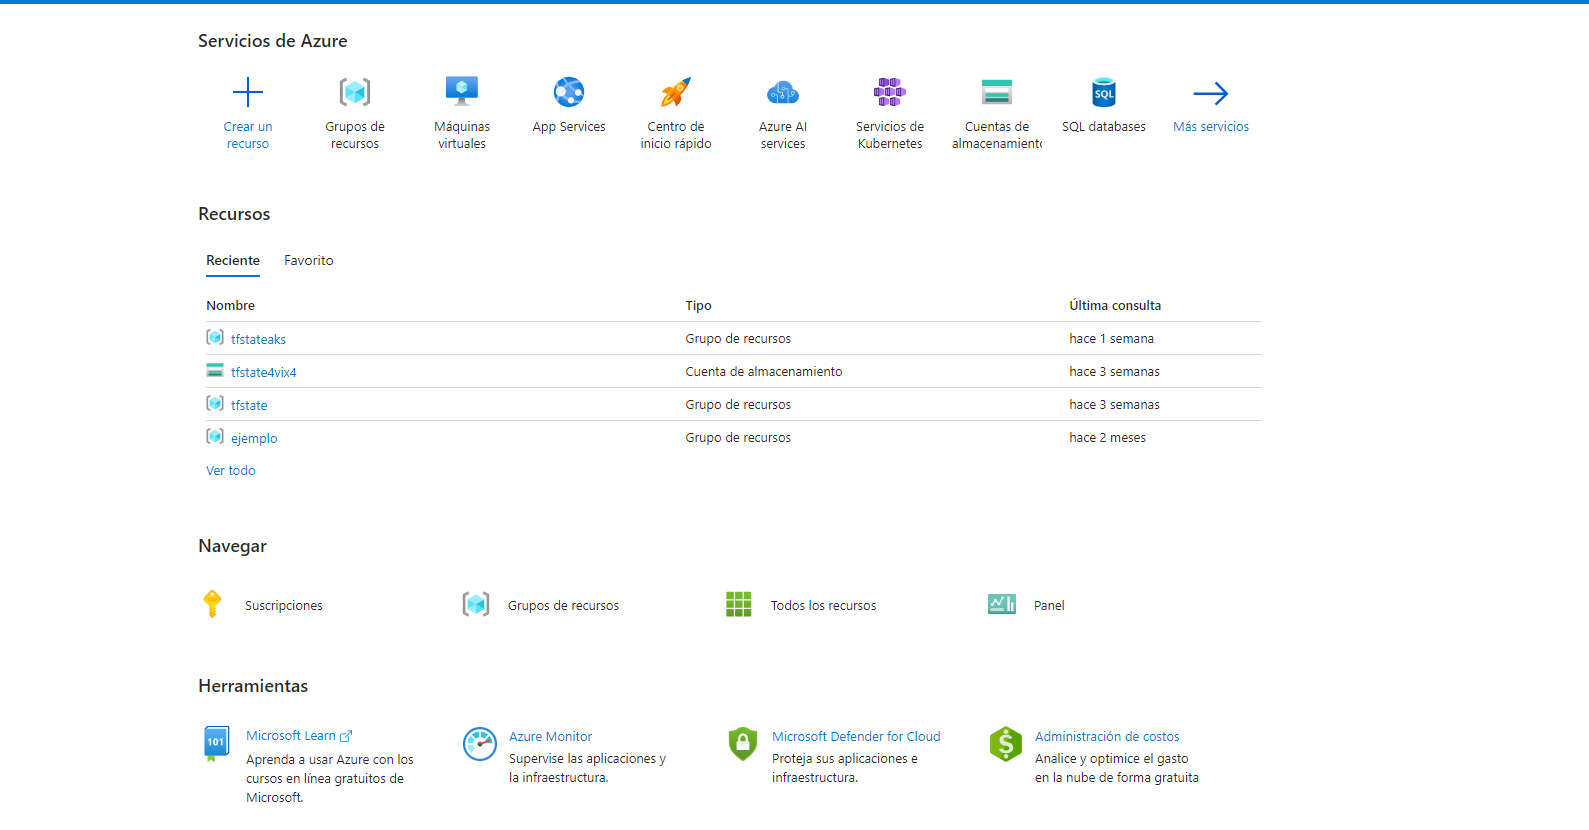 Servicios de Azure
Crear un
recurso
Grupos de
recursos
Máquinas
virtuales
App Services
Centro de
inicio rápido
Azure AI
services
Servicios de
Kubernetes
Cuentas de
almacenamiento
SQL
SQL databases
Más servicios
Recursos
Reciente Favorito
Nombre Tipo Última consulta
tfstateaks Grupo de recursos hace 1 semana
tfstate4vix4 Cuenta de almacenamiento hace 3 semanas
tfstate Grupo de recursos hace 3 semanas
ejemplo Grupo de recursos hace 2 meses
Ver todo
Navegar
Suscripciones Grupos de recursos Todos los recursos Panel
Herramientas
101
Microsoft Learn
Aprenda a usar Azure con los
cursos en línea gratuitos de
Microsoft.
Azure Monitor
Supervise las aplicaciones y
la infraestructura.
Microsoft Defender for Cloud
Proteja sus aplicaciones e
infraestructura.
$
Administración de costos
Analice y optimice el gasto
en la nube de forma gratuita